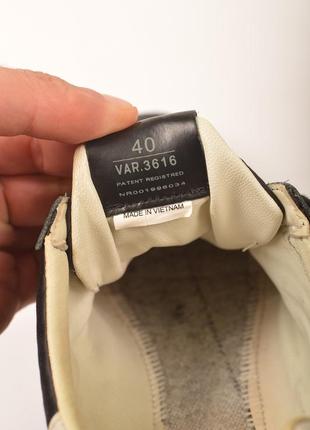 40
VAR.3616
PATENT REGISTRED
NR001998034
MADE IN VIETNAM